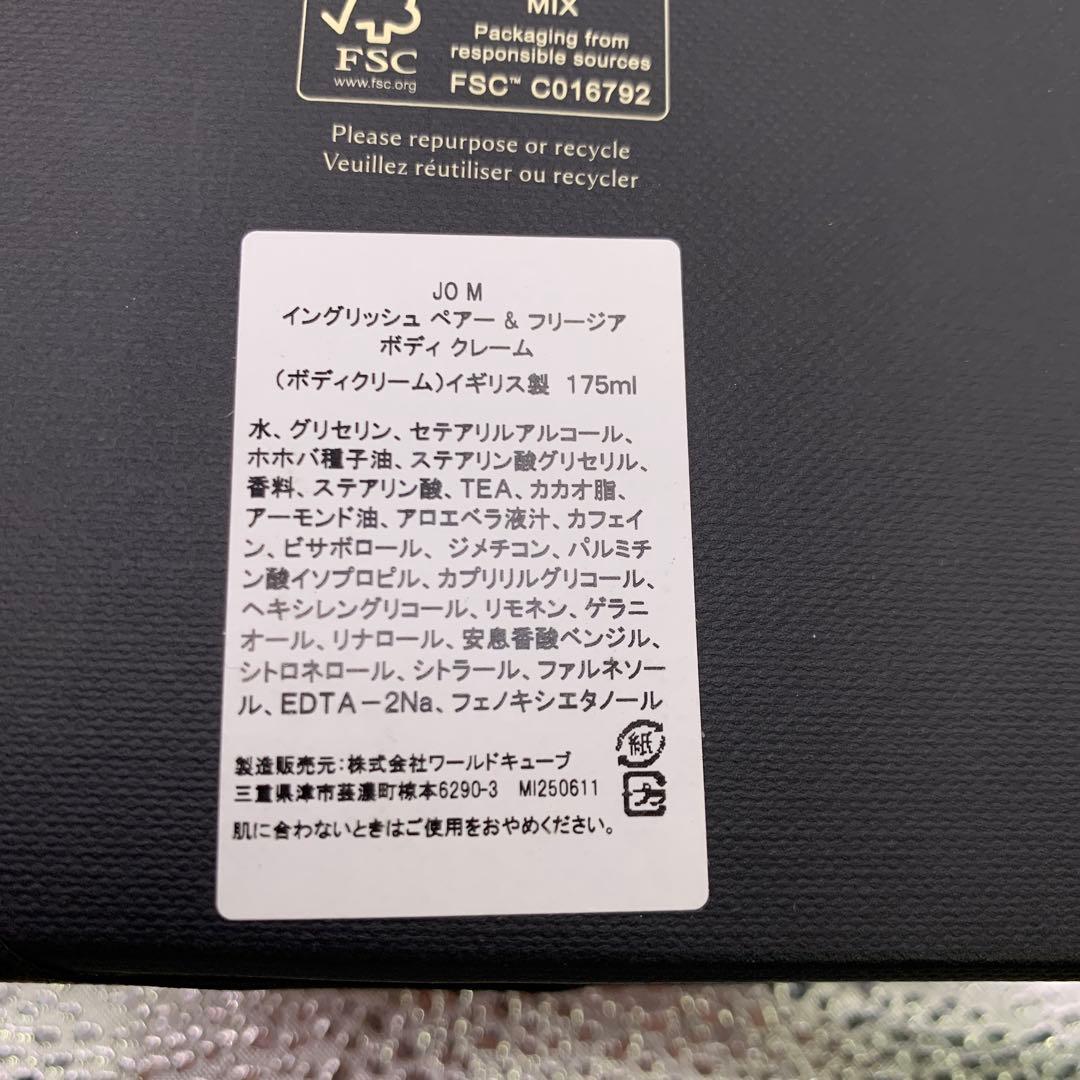 MIX
Packaging from
responsible sources
FSC
www.fsc.org
FSC™ C016792
Please repurpose or recycle
Veuillez réutiliser ou recycler
JO M
イングリッシュ ペアー & フリージア
ボディ クレーム
（ボディクリーム）イギリス製 175ml
水、グリセリン、セテアリルアルコール、
ホホバ種子油、ステアリン酸グリセリル、
香料、ステアリン酸、TEA、カカオ脂、
アーモンド油、アロエベラ液汁、カフェイ
ン、ビサボロール、ジメチコン、パルミチ
ン酸イソプロピル、カプリリルグリコール、
ヘキシレングリコール、リモネン、ゲラニ
オール、リナロール、安息香酸ベンジル、
シトロネロール、シトラール、ファルネソー
ル、EDTA－2Na、フェノキシエタノール
紙
製造販売元：株式会社ワールドキューブ
三重県津市芸濃町椋本6290-3 MI250611
プラ
肌に合わないときはご使用をおやめください。